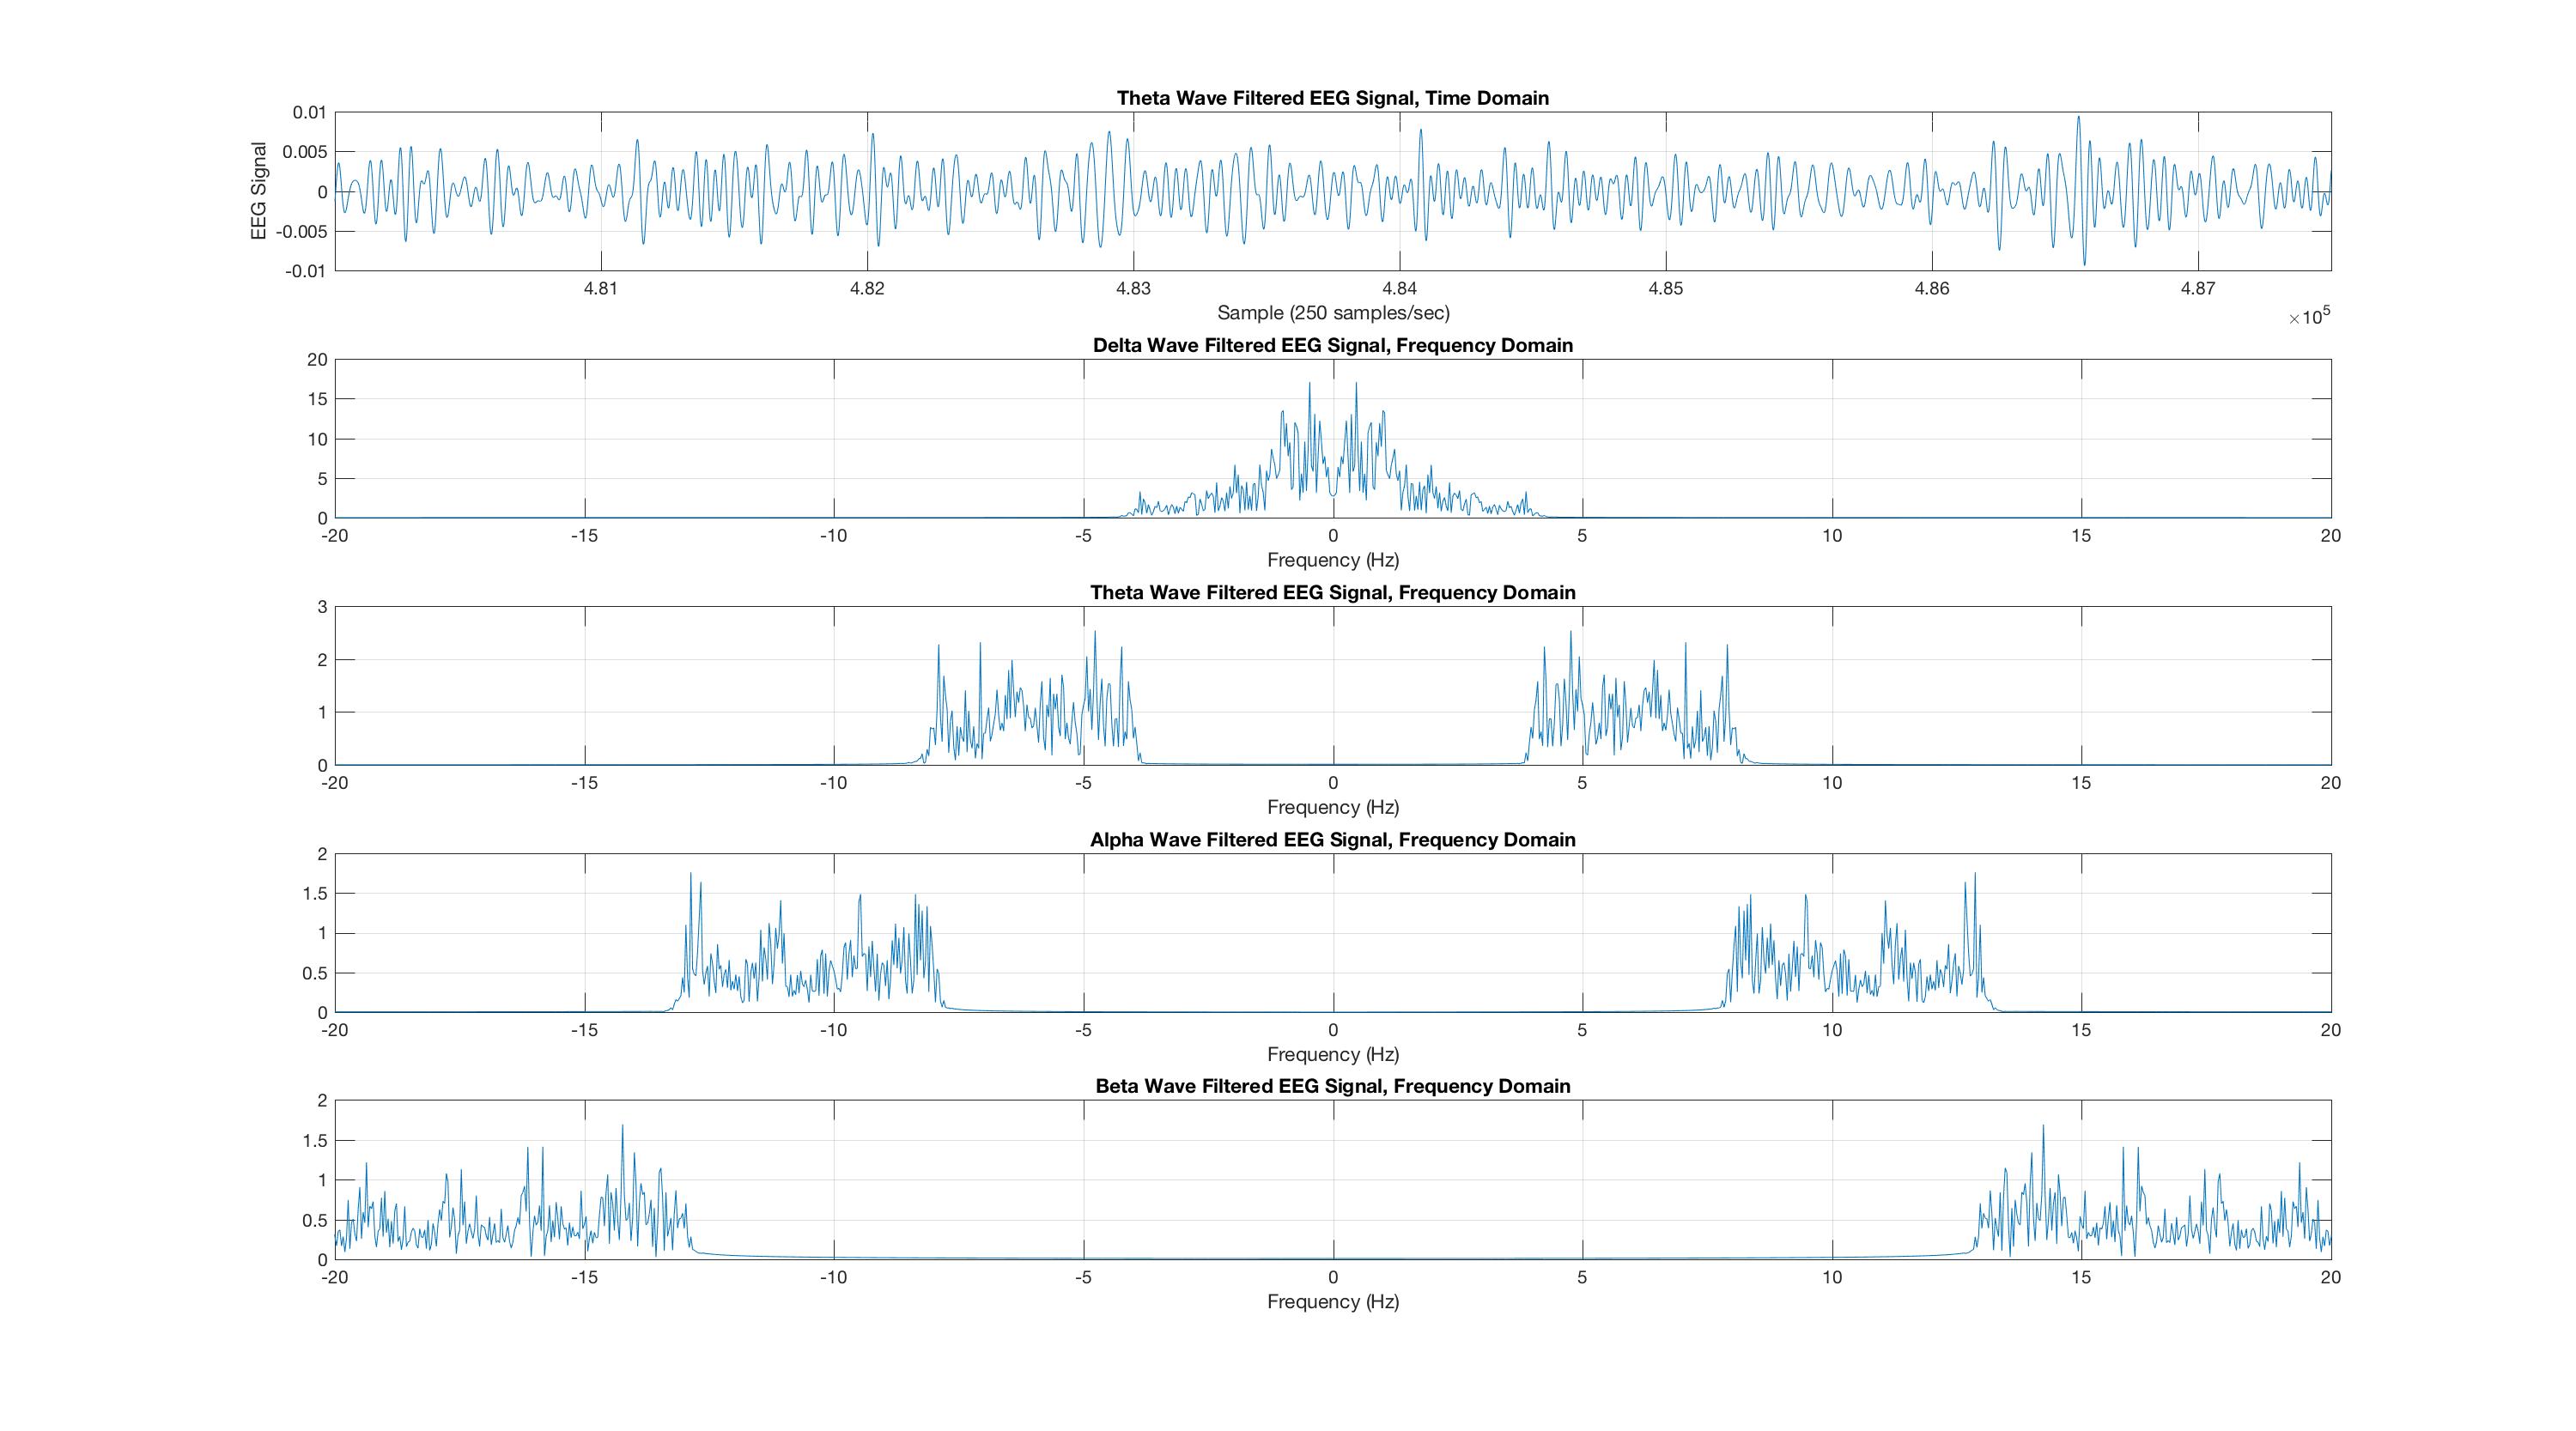 Theta Wave Filtered EEG Signal, Time Domain
0.01
0.005
0
-0.005
-0.01
EEG Signal
4.81 4.82 4.83 4.84 4.85 4.86 4.87
Sample (250 samples/sec)
×10^5
Delta Wave Filtered EEG Signal, Frequency Domain
20
15
10
5
0
-20 -15 -10 -5 0 5 10 15 20
Frequency (Hz)
Theta Wave Filtered EEG Signal, Frequency Domain
3
2
1
0
-20 -15 -10 -5 0 5 10 15 20
Frequency (Hz)
Alpha Wave Filtered EEG Signal, Frequency Domain
2
1.5
1
0.5
0
-20 -15 -10 -5 0 5 10 15 20
Frequency (Hz)
Beta Wave Filtered EEG Signal, Frequency Domain
2
1.5
1
0.5
0
-20 -15 -10 -5 0 5 10 15 20
Frequency (Hz)